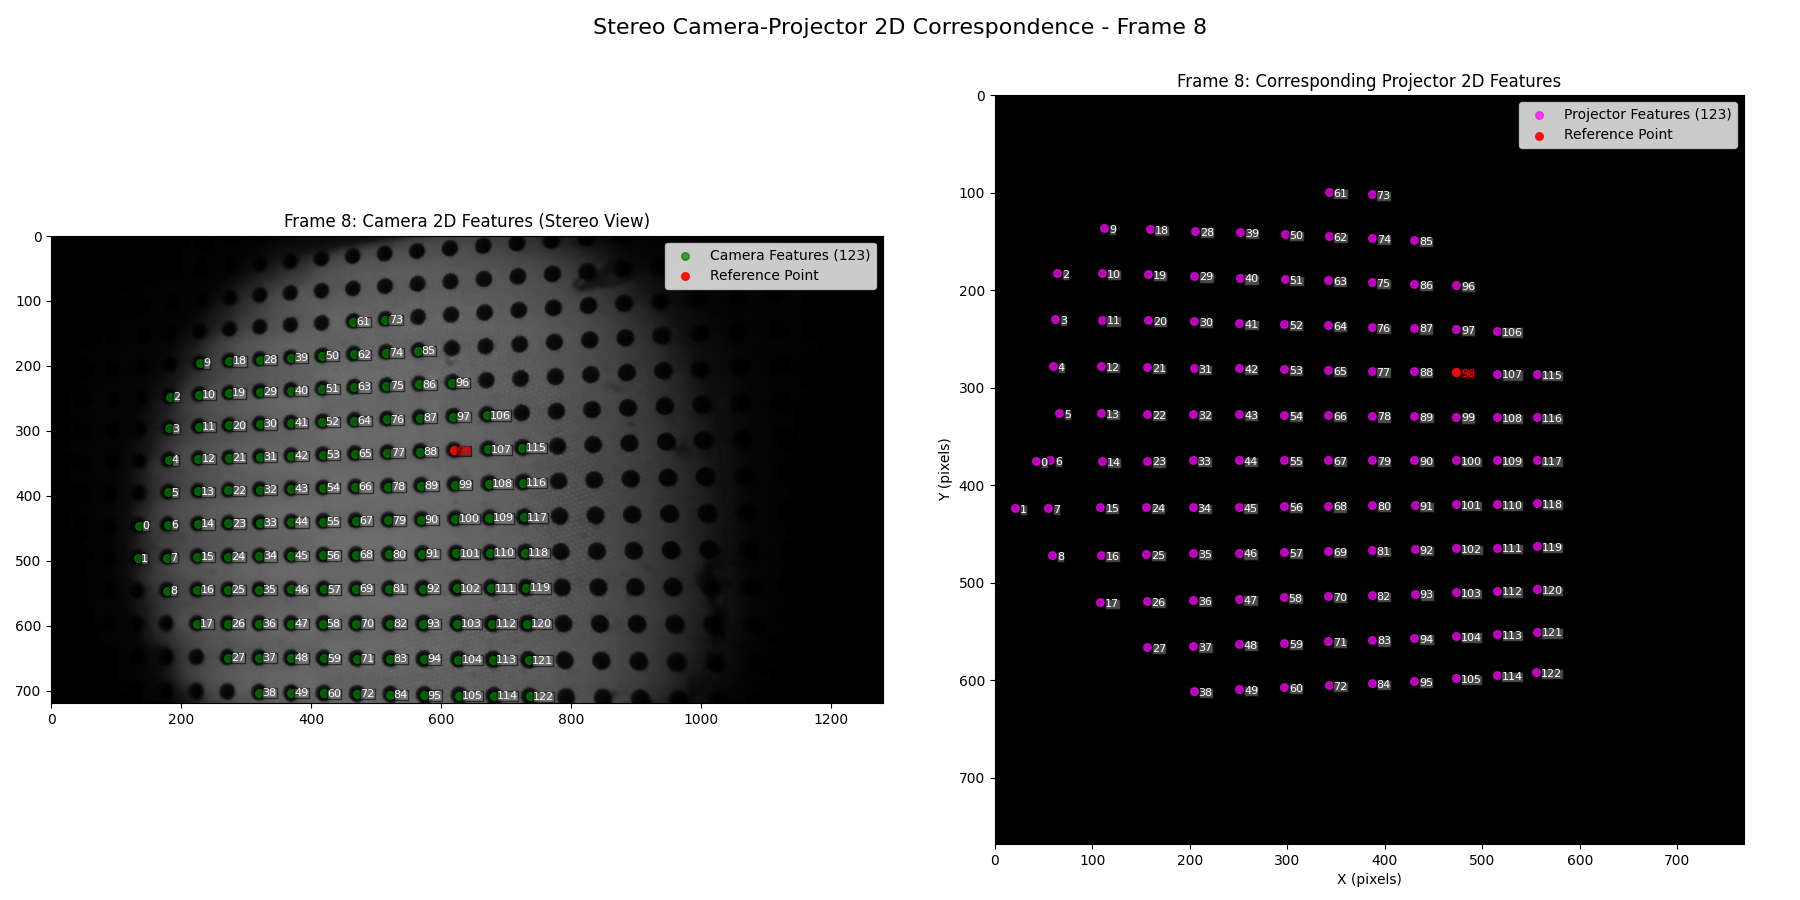 Stereo Camera-Projector 2D Correspondence - Frame 8
Frame 8: Camera 2D Features (Stereo View)
Camera Features (123)
Reference Point
0
100
200
300
400
500
600
700
0 200 400 600 800 1000 1200
61 73
9 18 28 39 50 62 74 85
2 10 19 29 40 51 63 75 86 96
3 11 20 30 41 52 64 76 87 97 106
4 12 21 31 42 53 65 77 88 98 107 115
5 13 22 32 43 54 66 78 89 99 108 116
0 6 14 23 33 44 55 67 79 90 100 109 117
1 7 15 24 34 45 56 68 80 91 101 110 118
8 16 25 35 46 57 69 81 92 102 111 119
17 26 36 47 58 70 82 93 103 112 120
27 37 48 59 71 83 94 104 113 121
38 49 60 72 84 95 105 114 122
Frame 8: Corresponding Projector 2D Features
Projector Features (123)
Reference Point
Y (pixels)
0
100
200
300
400
500
600
700
61 73
9 18 28 39 50 62 74 85
2 10 19 29 40 51 63 75 86 96
3 11 20 30 41 52 64 76 87 97 106
4 12 21 31 42 53 65 77 88 98 107 115
5 13 22 32 43 54 66 78 89 99 108 116
0 6 14 23 33 44 55 67 79 90 100 109 117
1 7 15 24 34 45 56 68 80 91 101 110 118
8 16 25 35 46 57 69 81 92 102 111 119
17 26 36 47 58 70 82 93 103 112 120
27 37 48 59 71 83 94 104 113 121
38 49 60 72 84 95 105 114 122
0 100 200 300 400 500 600 700
X (pixels)